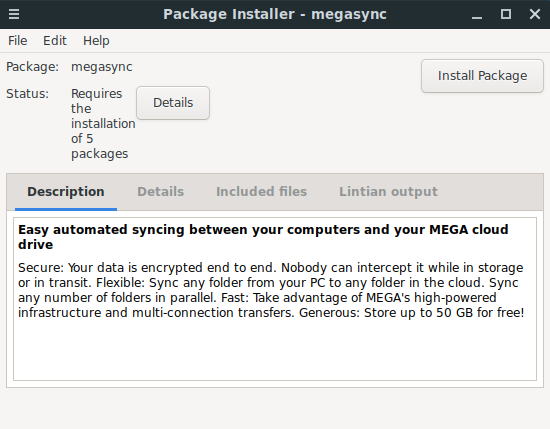 Package Installer - megasync
File Edit Help
Package: megasync
Install Package
Status: Requires
the
installation
of 5
packages
Details
Description Details Included files Lintian output
Easy automated syncing between your computers and your MEGA cloud
drive
Secure: Your data is encrypted end to end. Nobody can intercept it while in storage
or in transit. Flexible: Sync any folder from your PC to any folder in the cloud. Sync
any number of folders in parallel. Fast: Take advantage of MEGA's high-powered
infrastructure and multi-connection transfers. Generous: Store up to 50 GB for free!